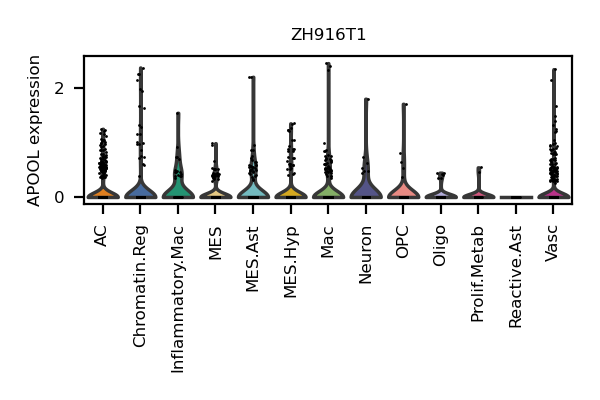 ZH916T1
APOOL expression
2
0
AC
Chromatin.Reg
Inflammatory.Mac
MES
MES.Ast
MES.Hyp
Mac
Neuron
OPC
Oligo
Prolif.Metab
Reactive.Ast
Vasc